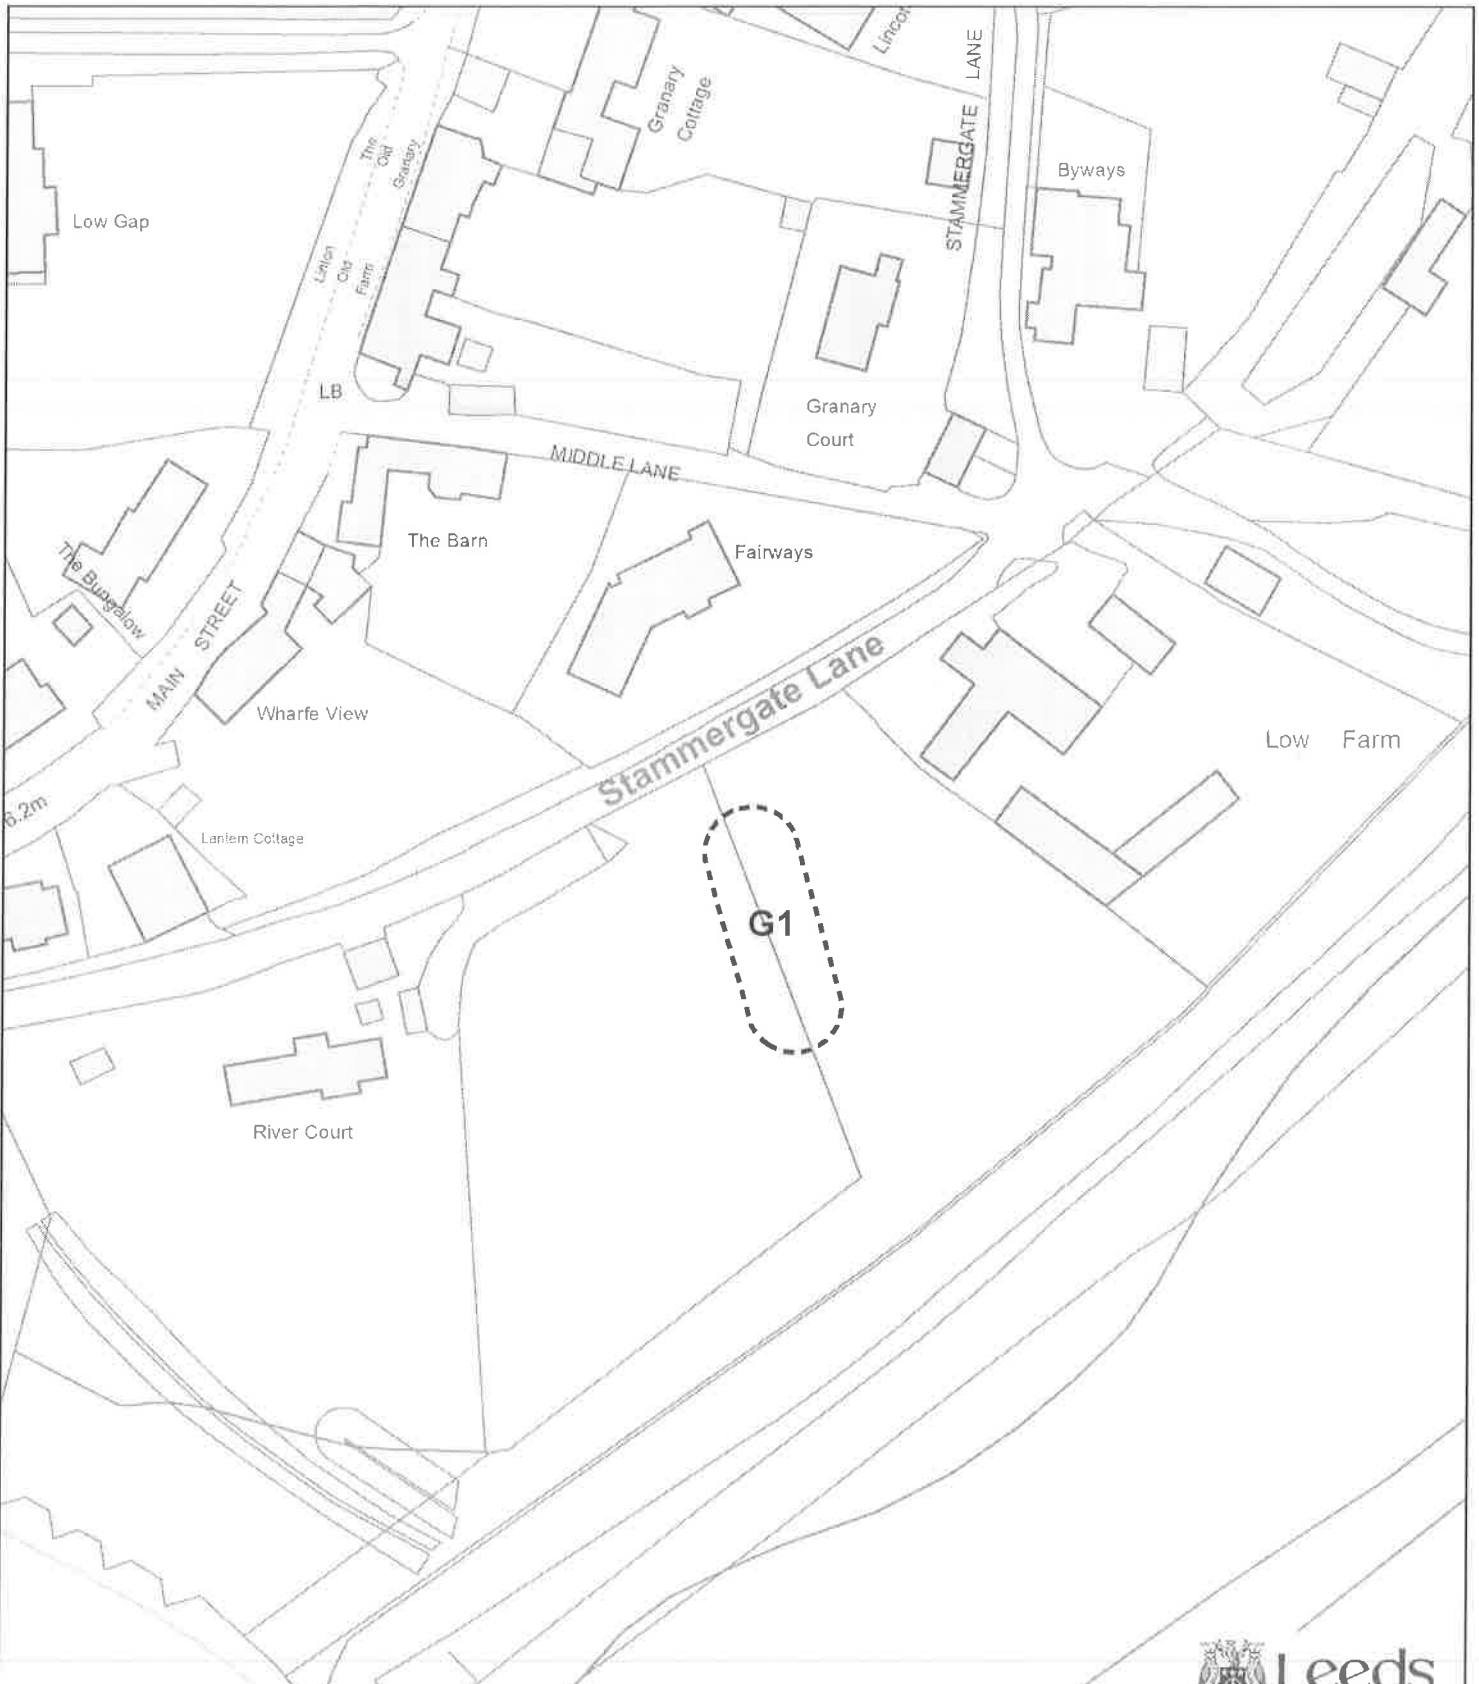 Granary
Cottage
STAMMERGATE LANE
Byways
The
Old
Granary
Low Gap
Linton
Old
Farm
LB
Granary
Court
MIDDLE LANE
The Barn
Fairways
The Bungalow
MAIN STREET
Stammergate Lane
Wharfe View
Low Farm
6.2m
Lantern Cottage
G1
River Court
Leeds